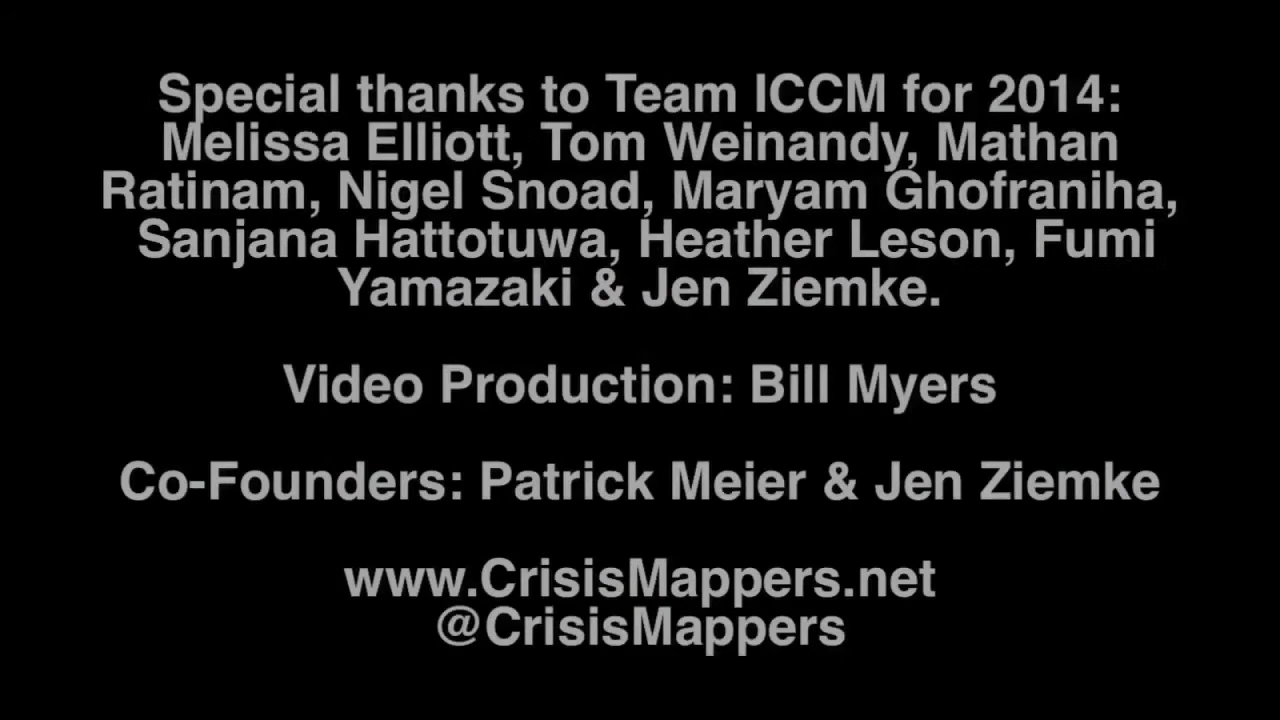 Special thanks to Team ICCM for 2014:
Melissa Elliott, Tom Weinandy, Mathan
Ratinam, Nigel Snoad, Maryam Ghofraniha,
Sanjana Hattotuwa, Heather Leson, Fumi
Yamazaki & Jen Ziemke.
Video Production: Bill Myers
Co-Founders: Patrick Meier & Jen Ziemke
www.CrisisMappers.net
@CrisisMappers